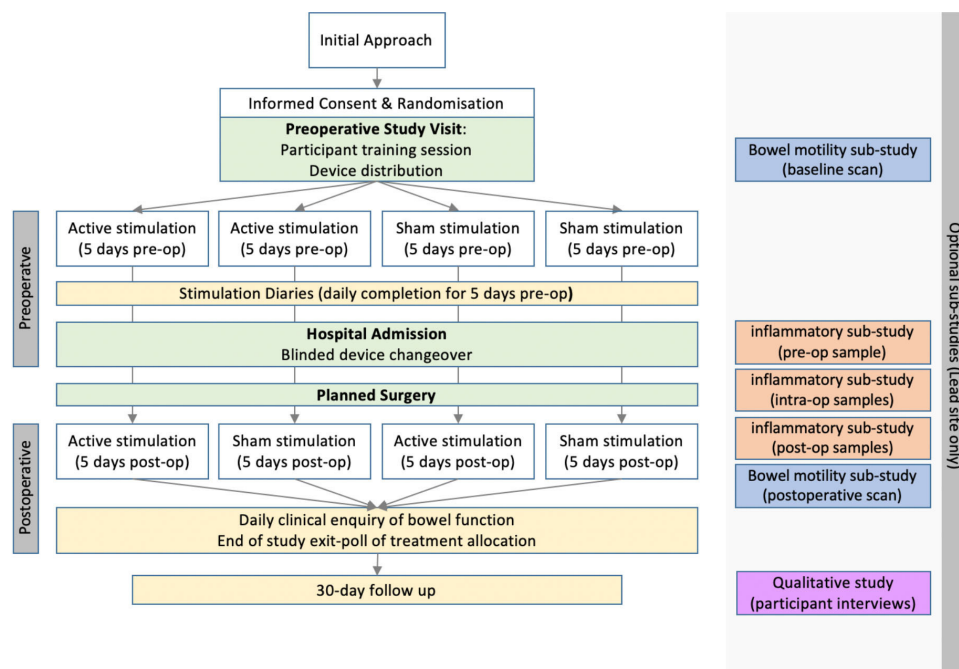 Initial Approach
Informed Consent & Randomisation
Preoperative Study Visit:
Participant training session
Device distribution
Bowel motility sub-study
(baseline scan)
Preoperatve
Active stimulation
(5 days pre-op)
Active stimulation
(5 days pre-op)
Sham stimulation
(5 days pre-op)
Sham stimulation
(5 days pre-op)
Stimulation Diaries (daily completion for 5 days pre-op)
Hospital Admission
Blinded device changeover
inflammatory sub-study
(pre-op sample)
Planned Surgery
inflammatory sub-study
(intra-op samples)
Postoperative
Active stimulation
(5 days post-op)
Sham stimulation
(5 days post-op)
Active stimulation
(5 days post-op)
Sham stimulation
(5 days post-op)
inflammatory sub-study
(post-op samples)
Bowel motility sub-study
(postoperative scan)
Daily clinical enquiry of bowel function
End of study exit-poll of treatment allocation
30-day follow up
Qualitative study
(participant interviews)
Optional sub-studies (Lead site only)